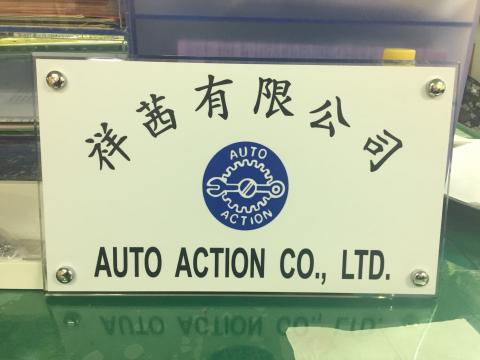 祥茜有限公司
AUTO
ACTION
AUTO ACTION CO., LTD.